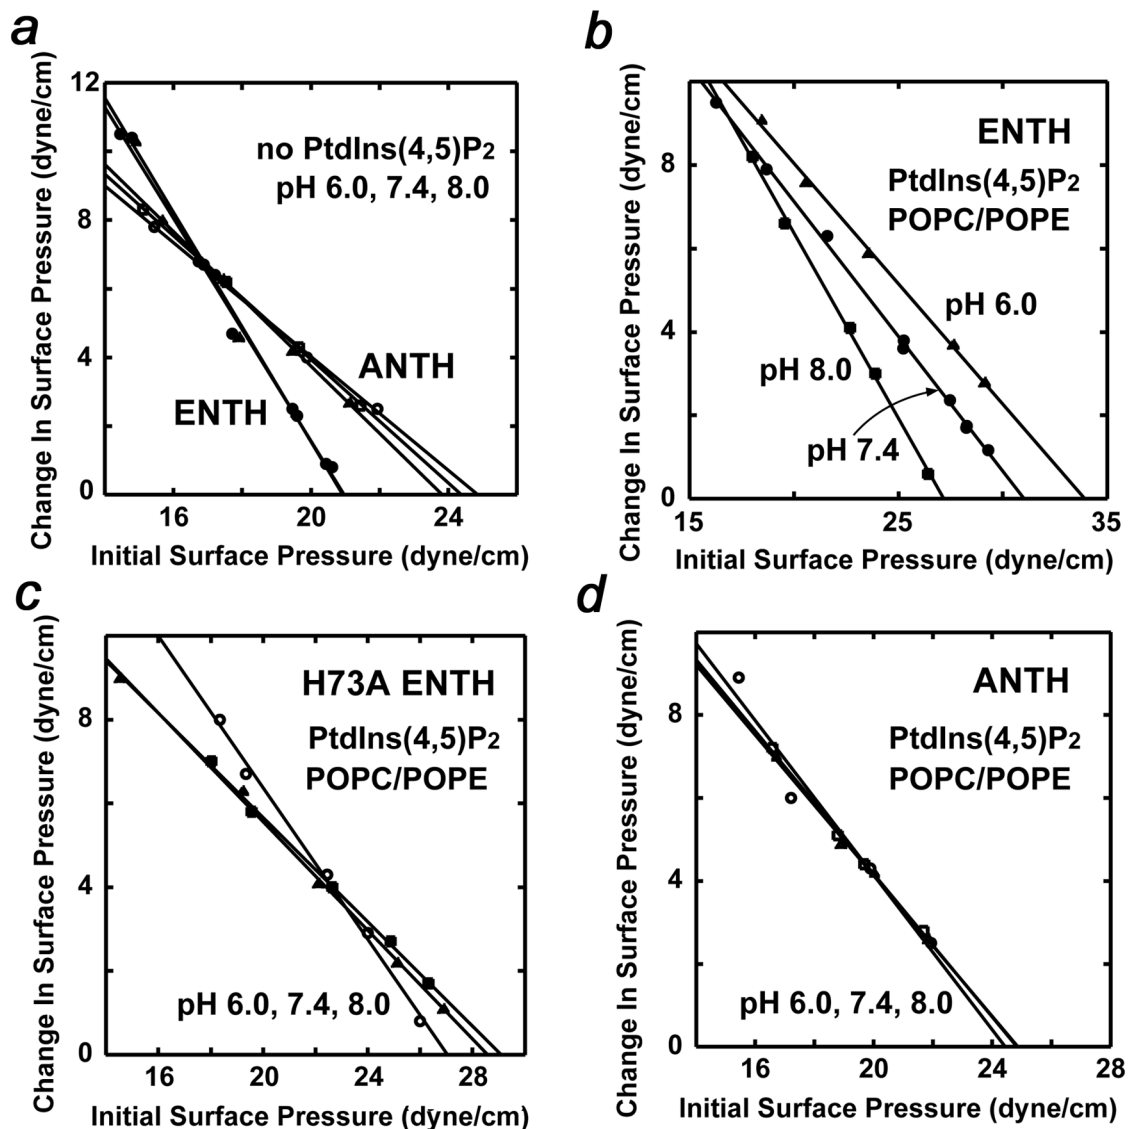 a
Change In Surface Pressure (dyne/cm)
12
8
4
0
no PtdIns(4,5)P2
pH 6.0, 7.4, 8.0
ANTH
ENTH
16 20 24
Initial Surface Pressure (dyne/cm)
b
Change In Surface Pressure (dyne/cm)
8
4
0
ENTH
PtdIns(4,5)P2
POPC/POPE
pH 6.0
pH 8.0
pH 7.4
15 25 35
Initial Surface Pressure (dyne/cm)
c
Change In Surface Pressure (dyne/cm)
8
4
0
H73A ENTH
PtdIns(4,5)P2
POPC/POPE
pH 6.0, 7.4, 8.0
16 20 24 28
Initial Surface Pressure (dyne/cm)
d
Change In Surface Pressure (dyne/cm)
8
4
0
ANTH
PtdIns(4,5)P2
POPC/POPE
pH 6.0, 7.4, 8.0
16 20 24 28
Initial Surface Pressure (dyne/cm)